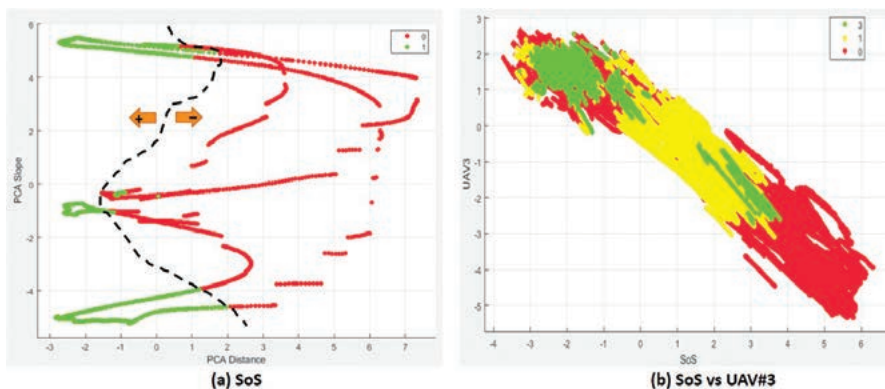 6
4
2
0
-2
-4
PCA Slope
-3 -2 -1 0 1 2 3 4 5 6 7
PCA Distance
0
1
+ -
(a) SoS
3
2
1
0
-1
-2
-3
-4
-5
UAV3
-4 -3 -2 -1 0 1 2 3 4 5 6
SoS
3
1
0
(b) SoS vs UAV#3